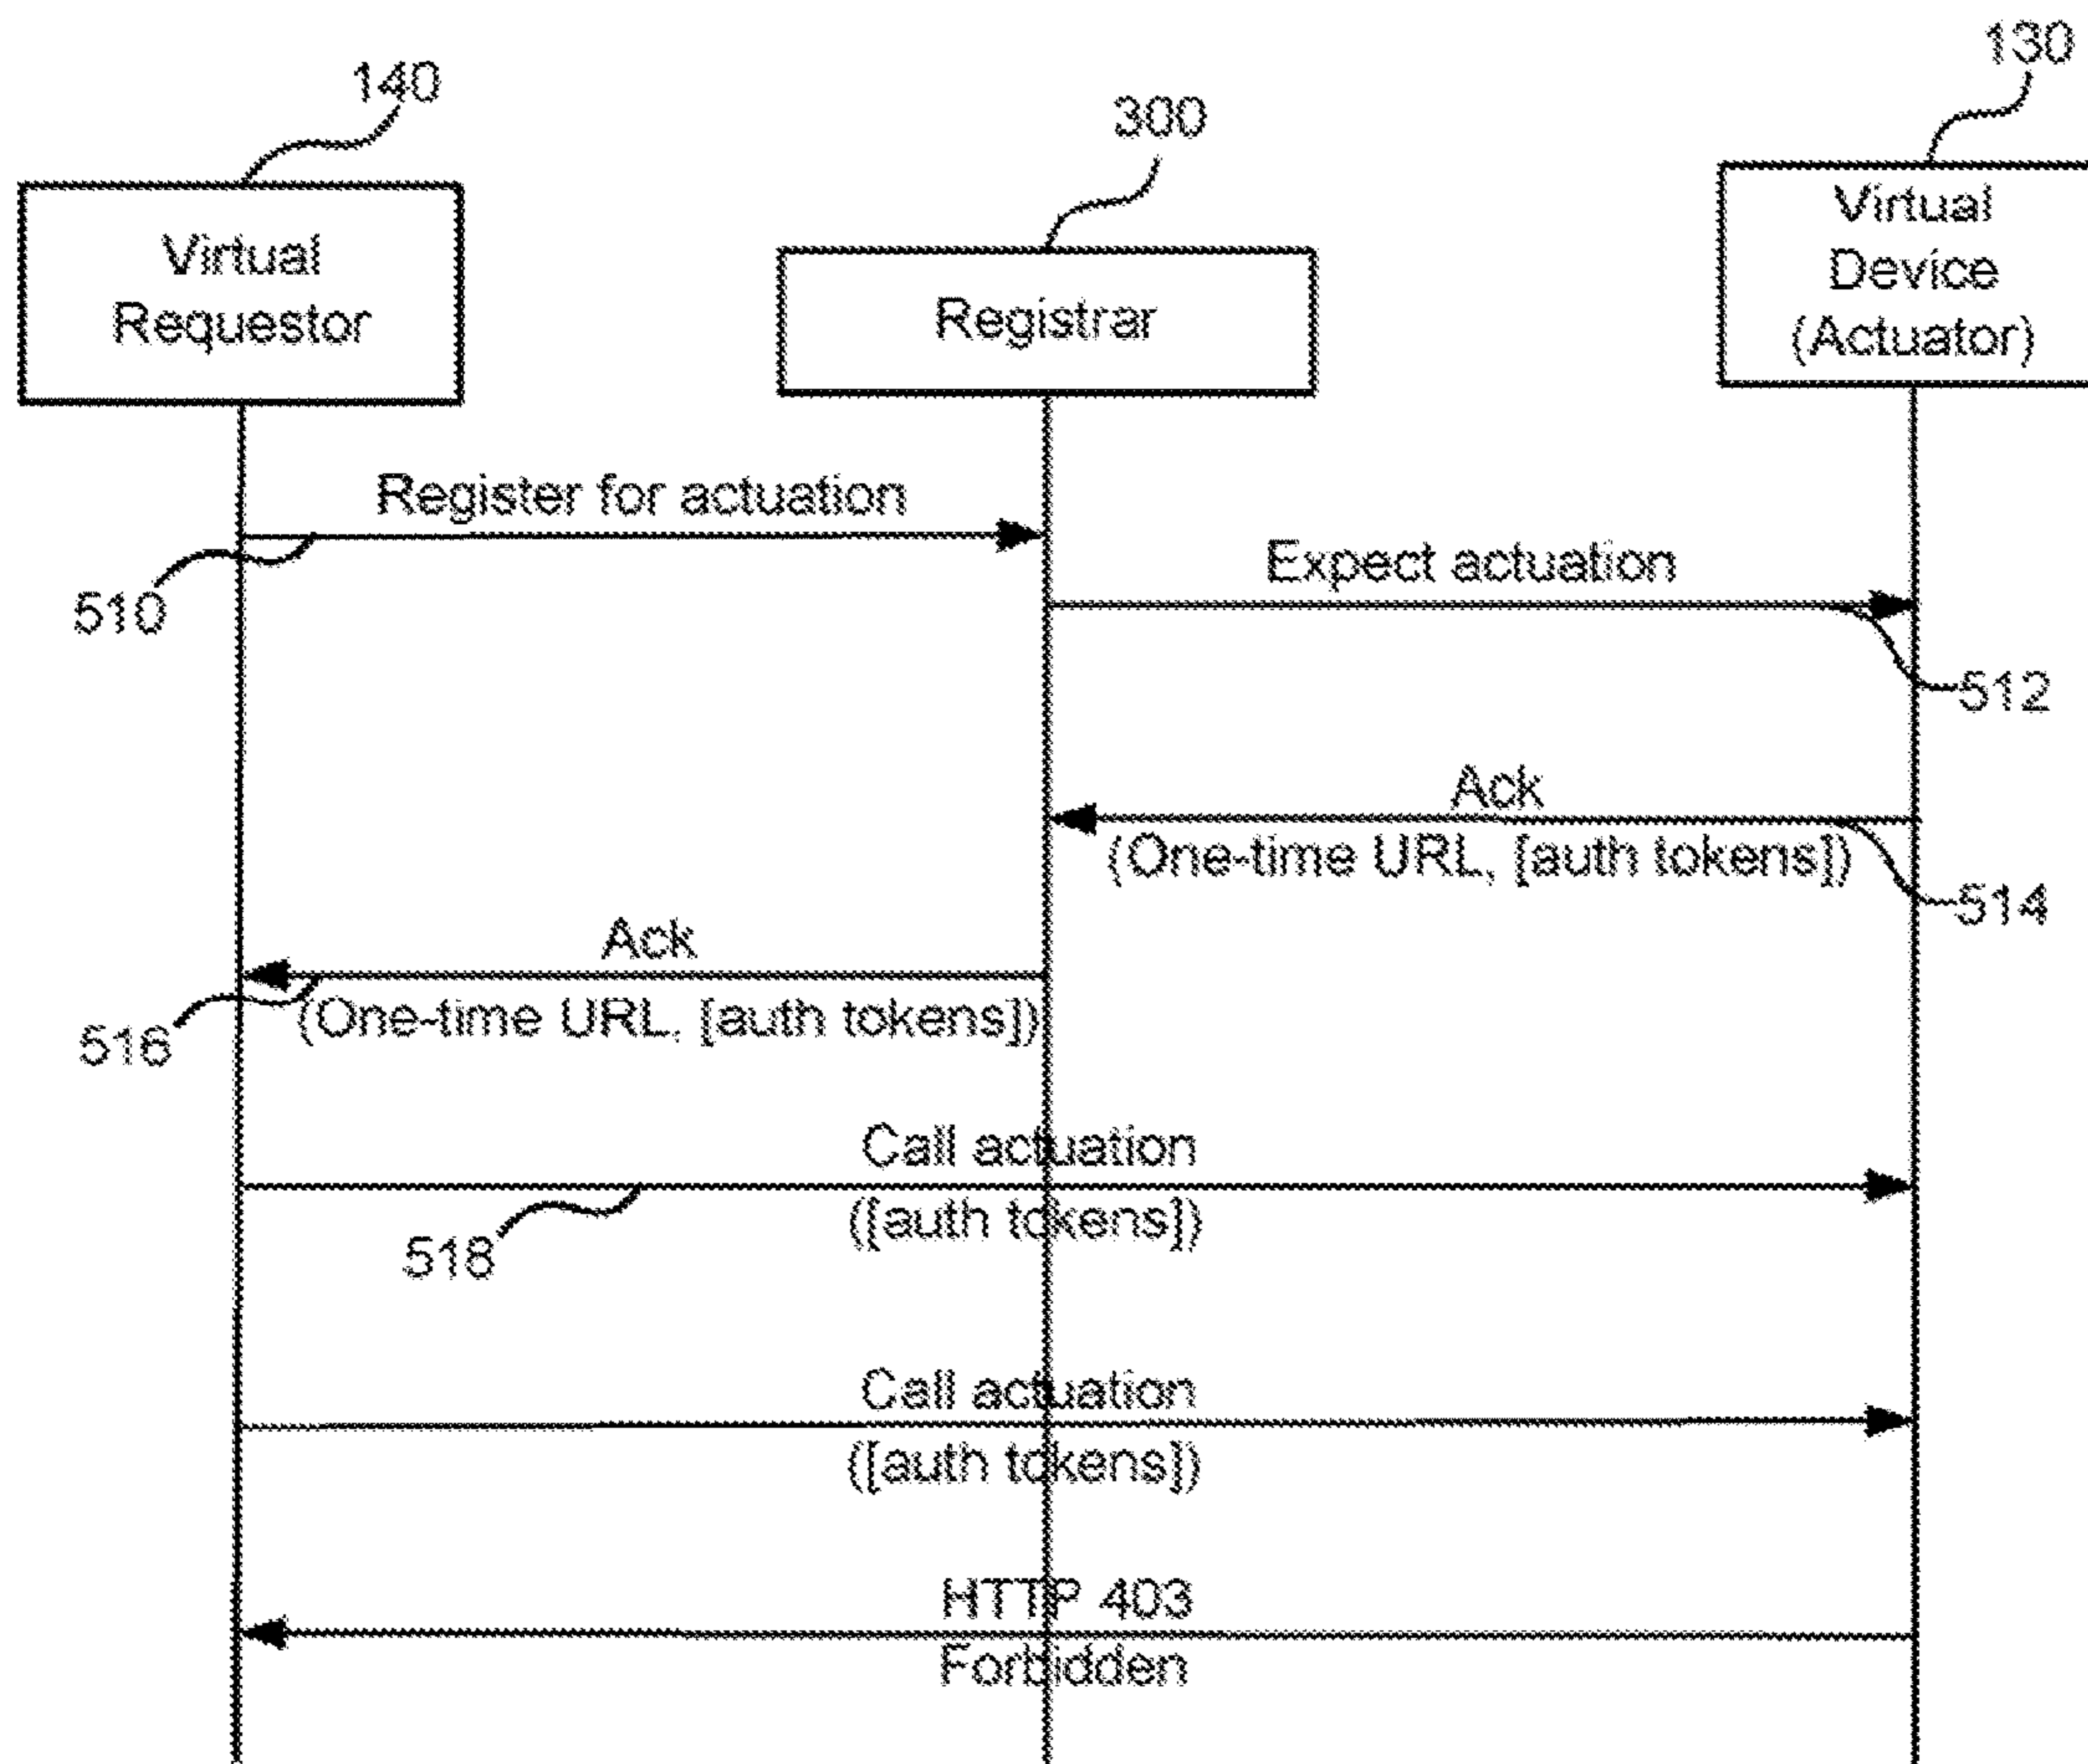 140
300
130
Virtual
Requestor
Registrar
Virtual
Device
(Actuator)
Register for actuation
510
Expect actuation
512
Ack
(One-time URL, [auth tokens])
514
Ack
(One-time URL, [auth tokens])
516
Call actuation
([auth tokens])
518
Call actuation
([auth tokens])
HTTP 403
Forbidden